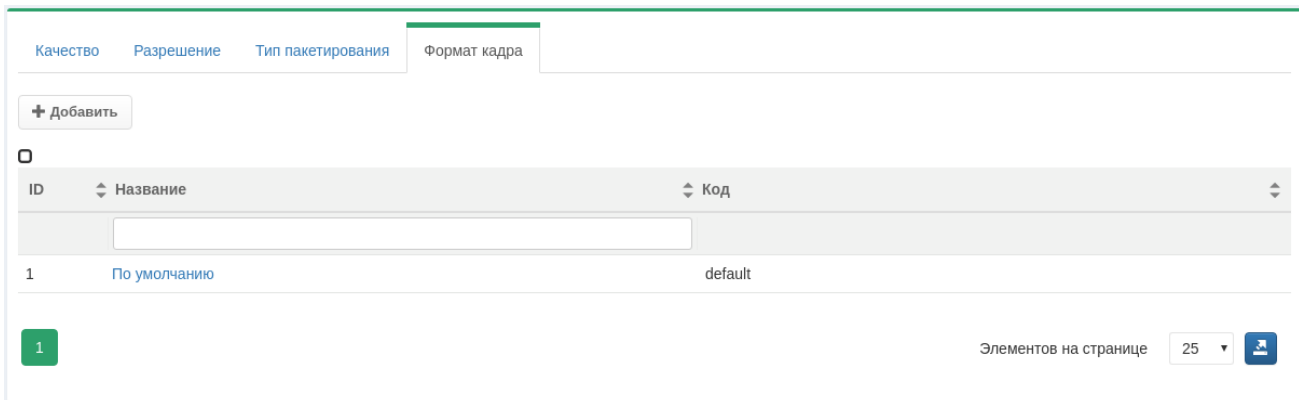 Качество Разрешение Тип пакетирования Формат кадра
Добавить
ID Название Код
1 По умолчанию default
1 Элементов на странице 25